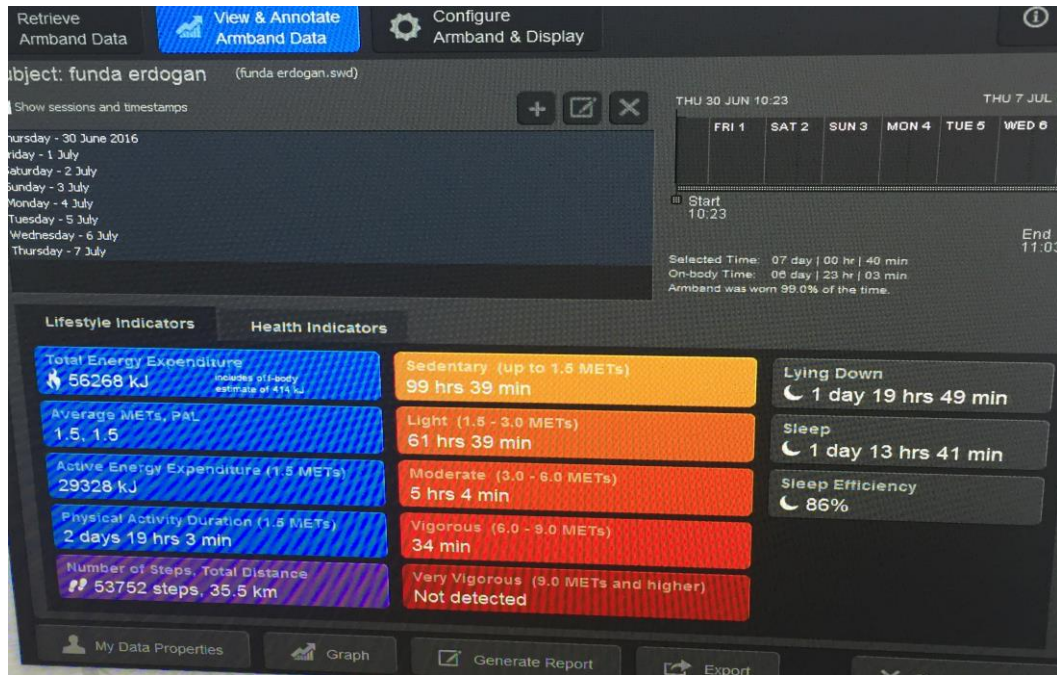 Retrieve
Armband Data
View & Annotate
Armband Data
Configure
Armband & Display
ubject: funda erdogan (funda erdogan.swd)
Show sessions and timestamps
hursday - 30 June 2016
riday - 1 July
aturday - 2 July
unday - 3 July
Monday - 4 July
Tuesday - 5 July
Wednesday - 6 July
Thursday - 7 July
THU 30 JUN 10:23 THU 7 JUL
FRI 1 SAT 2 SUN 3 MON 4 TUE 5 WED 6
Start
10:23
End
11:03
Selected Time: 07 day | 00 hr | 40 min
On-body Time: 06 day | 23 hr | 03 min
Armband was worn 99.0% of the time.
Lifestyle Indicators Health Indicators
Total Energy Expenditure
56268 kJ includes off-body
estimate of 414 kJ
Average METs, PAL
1.5, 1.5
Active Energy Expenditure (1.5 METs)
29328 kJ
Physical Activity Duration (1.5 METs)
2 days 19 hrs 3 min
Number of Steps, Total Distance
53752 steps, 35.5 km
Sedentary (up to 1.5 METs)
99 hrs 39 min
Light (1.5 - 3.0 METs)
61 hrs 39 min
Moderate (3.0 - 6.0 METs)
5 hrs 4 min
Vigorous (6.0 - 9.0 METs)
34 min
Very Vigorous (9.0 METs and higher)
Not detected
Lying Down
1 day 19 hrs 49 min
Sleep
1 day 13 hrs 41 min
Sleep Efficiency
86%
My Data Properties
Graph
Generate Report
Export